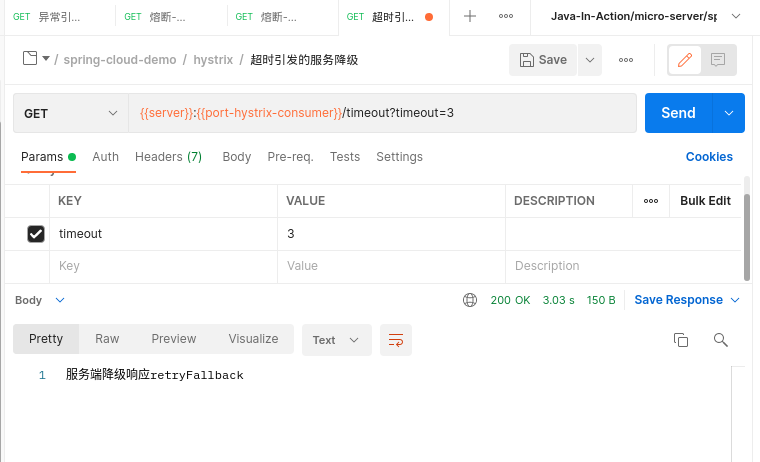 GET 异常引... GET 熔断-... GET 熔断-... GET 超时引... Java-In-Action/micro-server/sp
/ spring-cloud-demo / hystrix / 超时引发的服务降级 Save
GET {{server}}:{{port-hystrix-consumer}}/timeout?timeout=3 Send
Params Auth Headers (7) Body Pre-req. Tests Settings Cookies
KEY VALUE DESCRIPTION Bulk Edit
timeout 3
Key Value Description
Body 200 OK 3.03 s 150 B Save Response
Pretty Raw Preview Visualize Text
1 服务端降级响应retryFallback